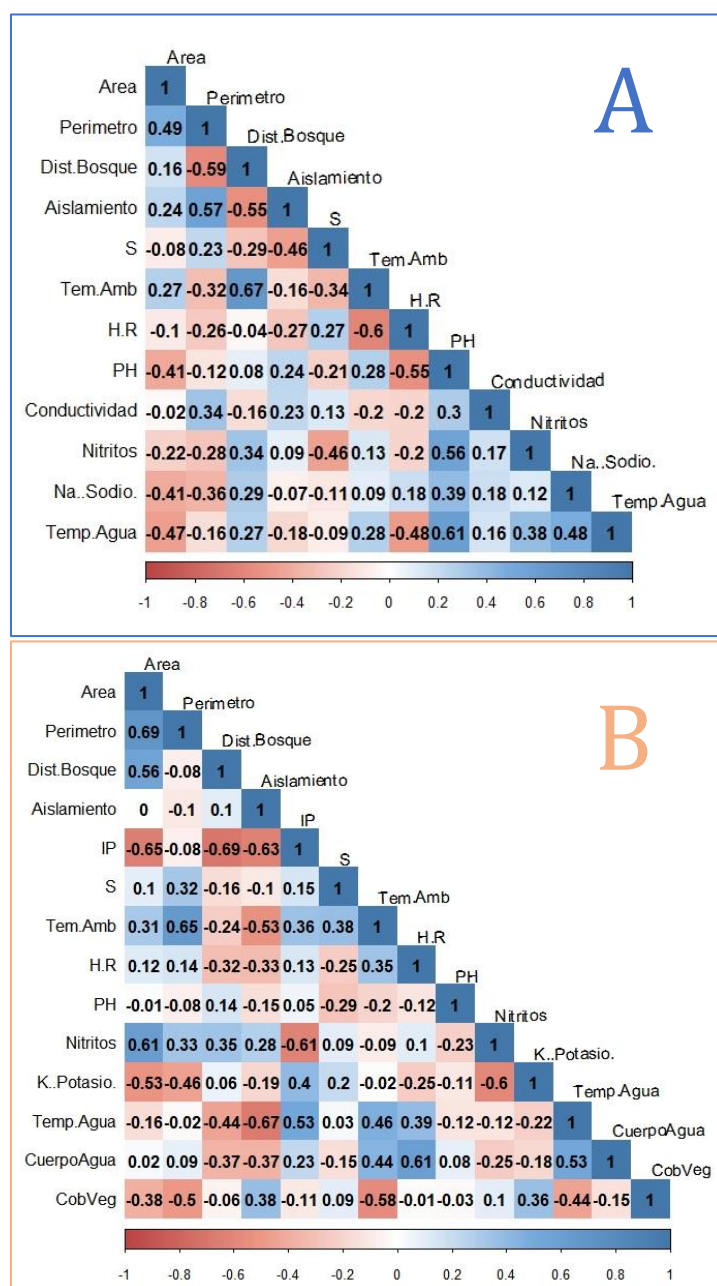 A
Area
Area 1
Perimetro
Perimetro 0.49 1
Dist.Bosque
Dist.Bosque 0.16 -0.59 1
Aislamiento
Aislamiento 0.24 0.57 -0.55 1
S
S -0.08 0.23 -0.29 -0.46 1
Tem.Amb
Tem.Amb 0.27 -0.32 0.67 -0.16 -0.34 1
H.R
H.R -0.1 -0.26 -0.04 -0.27 0.27 -0.6 1
PH
PH -0.41 -0.12 0.08 0.24 -0.21 0.28 -0.55 1
Conductividad
Conductividad -0.02 0.34 -0.16 0.23 0.13 -0.2 -0.2 0.3 1
Nitritos
Nitritos -0.22 -0.28 0.34 0.09 -0.46 0.13 -0.2 0.56 0.17 1
Na..Sodio.
Na..Sodio. -0.41 -0.36 0.29 -0.07 -0.11 0.09 0.18 0.39 0.18 0.12 1
Temp.Agua
Temp.Agua -0.47 -0.16 0.27 -0.18 -0.09 0.28 -0.48 0.61 0.16 0.38 0.48 1
-1 -0.8 -0.6 -0.4 -0.2 0 0.2 0.4 0.6 0.8 1
B
Area
Area 1
Perimetro
Perimetro 0.69 1
Dist.Bosque
Dist.Bosque 0.56 -0.08 1
Aislamiento
Aislamiento 0 -0.1 0.1 1
IP
IP -0.65 -0.08 -0.69 -0.63 1
S
S 0.1 0.32 -0.16 -0.1 0.15 1
Tem.Amb
Tem.Amb 0.31 0.65 -0.24 -0.53 0.36 0.38 1
H.R
H.R 0.12 0.14 -0.32 -0.33 0.13 -0.25 0.35 1
PH
PH -0.01 -0.08 0.14 -0.15 0.05 -0.29 -0.2 -0.12 1
Nitritos
Nitritos 0.61 0.33 0.35 0.28 -0.61 0.09 -0.09 0.1 -0.23 1
K..Potasio.
K..Potasio. -0.53 -0.46 0.06 -0.19 0.4 0.2 -0.02 -0.25 -0.11 -0.6 1
Temp.Agua
Temp.Agua -0.16 -0.02 -0.44 -0.67 0.53 0.03 0.46 0.39 -0.12 -0.12 -0.22 1
CuerpoAgua
CuerpoAgua 0.02 0.09 -0.37 -0.37 0.23 -0.15 0.44 0.61 0.08 -0.25 -0.18 0.53 1
CobVeg
CobVeg -0.38 -0.5 -0.06 0.38 -0.11 0.09 -0.58 -0.01 -0.03 0.1 0.36 -0.44 -0.15 1
-1 -0.8 -0.6 -0.4 -0.2 0 0.2 0.4 0.6 0.8 1